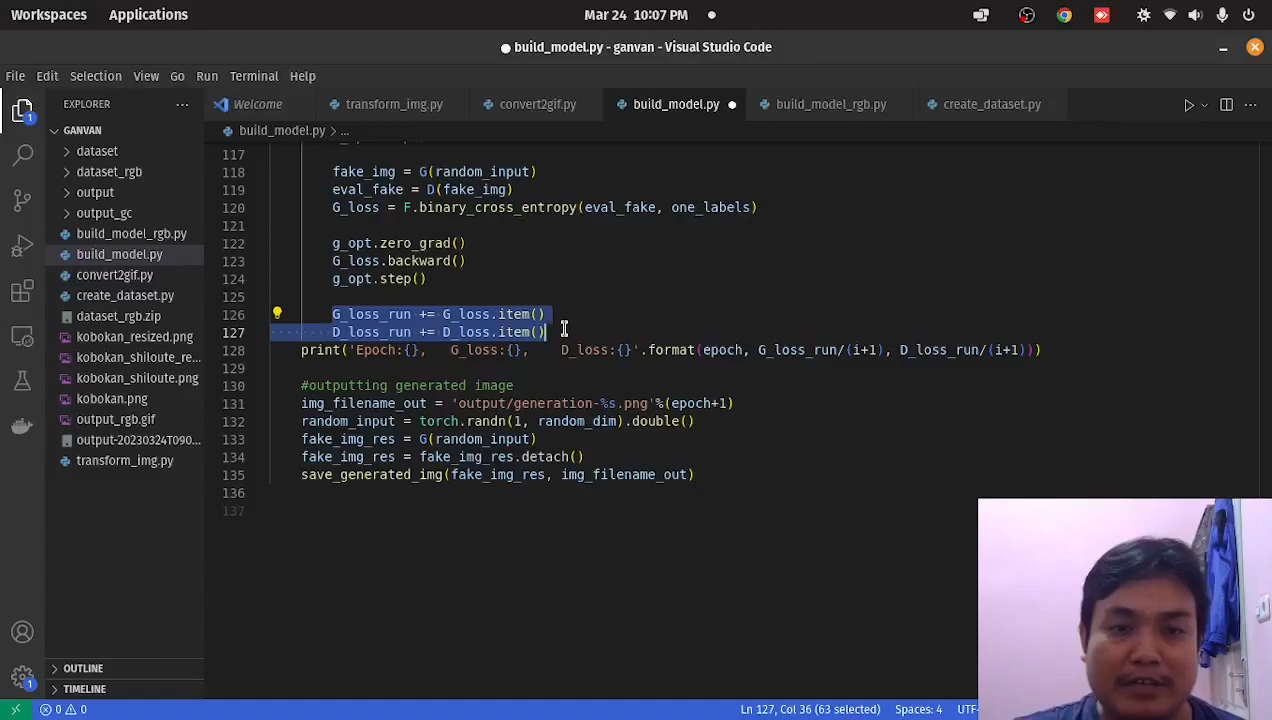 Workspaces Applications Mar 24 10:07 PM
build_model.py - ganvan - Visual Studio Code
File Edit Selection View Go Run Terminal Help
EXPLORER Welcome transform_img.py convert2gif.py build_model.py build_model_rgb.py create_dataset.py
build_model.py > ...
GANVAN
dataset
dataset_rgb
output
output_gc
build_model_rgb.py
build_model.py
convert2gif.py
create_dataset.py
dataset_rgb.zip
kobokan_resized.png
kobokan_shiloute_re...
kobokan_shiloute.png
kobokan.png
output_rgb.gif
output-20230324T090...
transform_img.py
OUTLINE
TIMELINE
1
1
117
118 fake_img = G(random_input)
119 eval_fake = D(fake_img)
120 G_loss = F.binary_cross_entropy(eval_fake, one_labels)
121
122 g_opt.zero_grad()
123 G_loss.backward()
124 g_opt.step()
125
126 G_loss_run += G_loss.item()
127 D_loss_run += D_loss.item()
128 print('Epoch:{}, G_loss:{}, D_loss:{}'.format(epoch, G_loss_run/(i+1), D_loss_run/(i+1)))
129
130 #outputting generated image
131 img_filename_out = 'output/generation-%s.png'%(epoch+1)
132 random_input = torch.randn(1, random_dim).double()
133 fake_img_res = G(random_input)
134 fake_img_res = fake_img_res.detach()
135 save_generated_img(fake_img_res, img_filename_out)
136
137
0 0 Ln 127, Col 36 (63 selected) Spaces: 4 UTF-